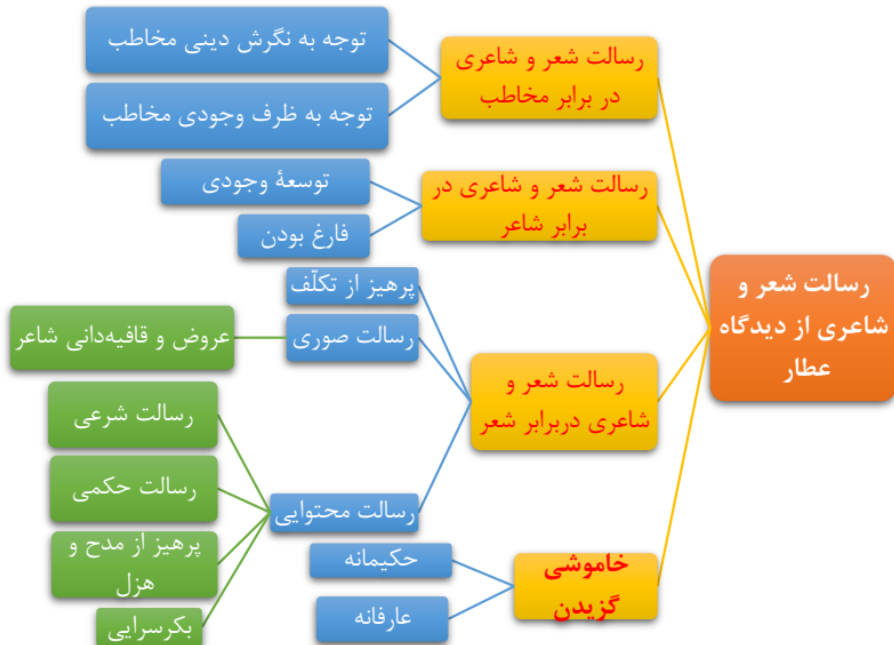 رسالت شعر و
شاعری از دیدگاه
عطار
رسالت شعر و شاعری
در برابر مخاطب
توجه به نگرش دینی مخاطب
توجه به ظرف وجودی مخاطب
رسالت شعر و شاعری در
برابر شاعر
توسعۀ وجودی
فارغ بودن
رسالت شعر و
شاعری دربرابر شعر
پرهیز از تکلّف
رسالت صوری
عروض و قافیه‌دانی شاعر
رسالت محتوایی
رسالت شرعی
رسالت حکمی
پرهیز از مدح و
هزل
بکرسرایی
خاموشی
گزیدن
حکیمانه
عارفانه